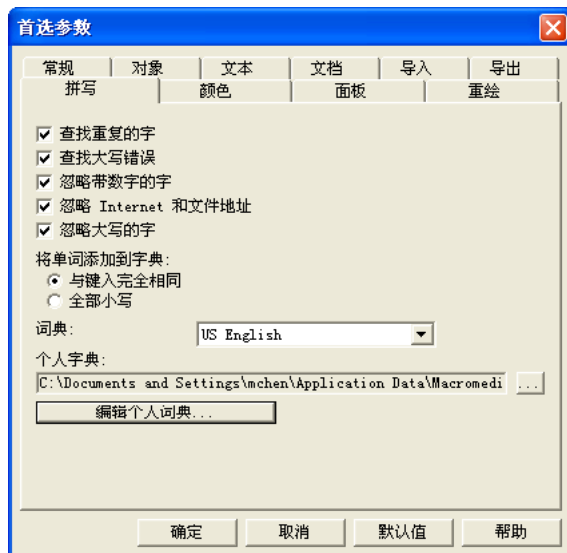 首选参数
常规 对象 文本 文档 导入 导出
拼写 颜色 面板 重绘
查找重复的字
查找大写错误
忽略带数字的字
忽略 Internet 和文件地址
忽略大写的字
将单词添加到字典:
与键入完全相同
全部小写
词典: US English
个人字典:
C:\Documents and Settings\mchen\Application Data\Macromedi ...
编辑个人词典...
确定 取消 默认值 帮助